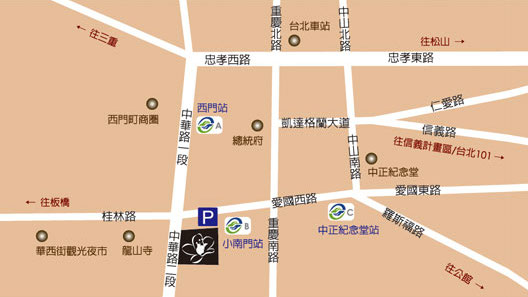 重慶北路
中山北路
台北車站
往松山
往三重
忠孝西路
忠孝東路
仁愛路
西門站
A
西門町商圈
中華路一段
總統府
凱達格蘭大道
信義路
往信義計畫區/台北101
中山南路
中正紀念堂
往板橋
愛國西路
愛國東路
桂林路
P
B
小南門站
C
中正紀念堂站
羅斯福路
重慶南路
華西街觀光夜市
龍山寺
中華路二段
往公館